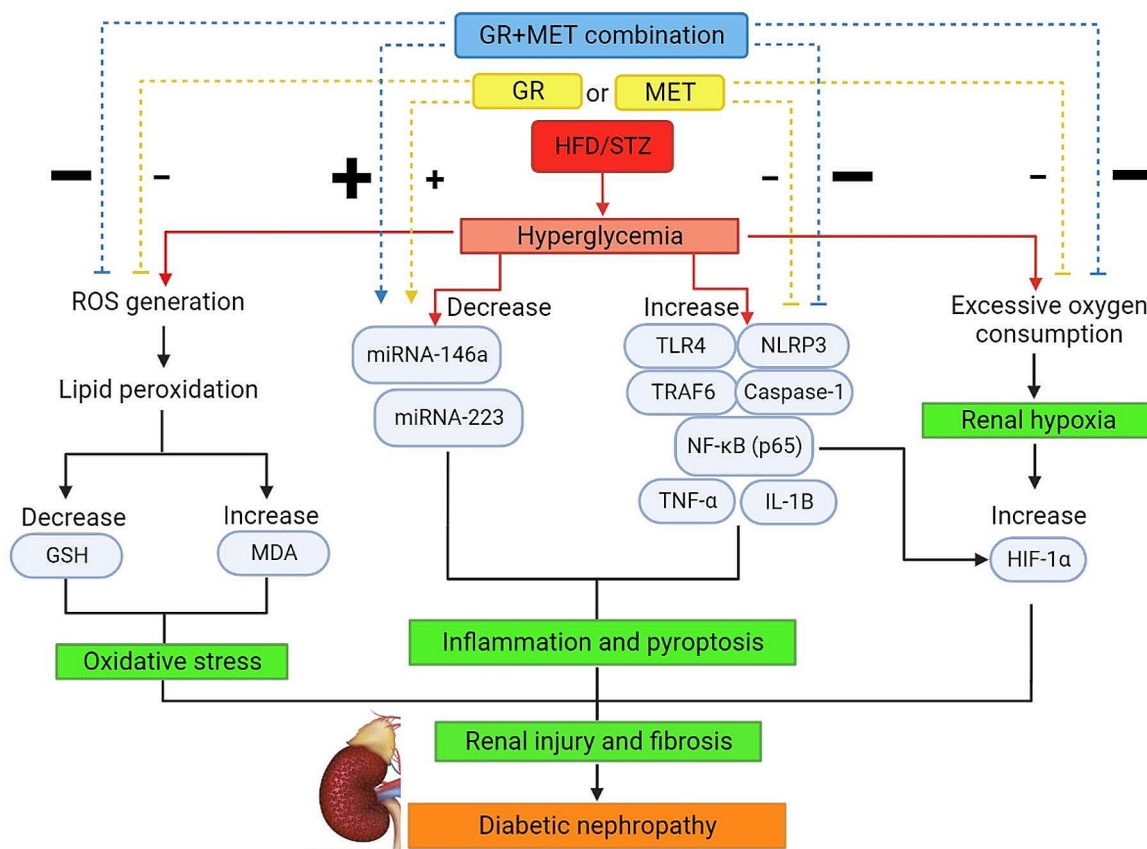 GR+MET combination
GR or MET
HFD/STZ
− − + + − − − −
Hyperglycemia
ROS generation
Lipid peroxidation
Decrease
GSH
Increase
MDA
Oxidative stress
Decrease
miRNA-146a
miRNA-223
Increase
TLR4
NLRP3
TRAF6
Caspase-1
NF-κB (p65)
TNF-α
IL-1B
Excessive oxygen
consumption
Renal hypoxia
Increase
HIF-1α
Inflammation and pyroptosis
Renal injury and fibrosis
Diabetic nephropathy